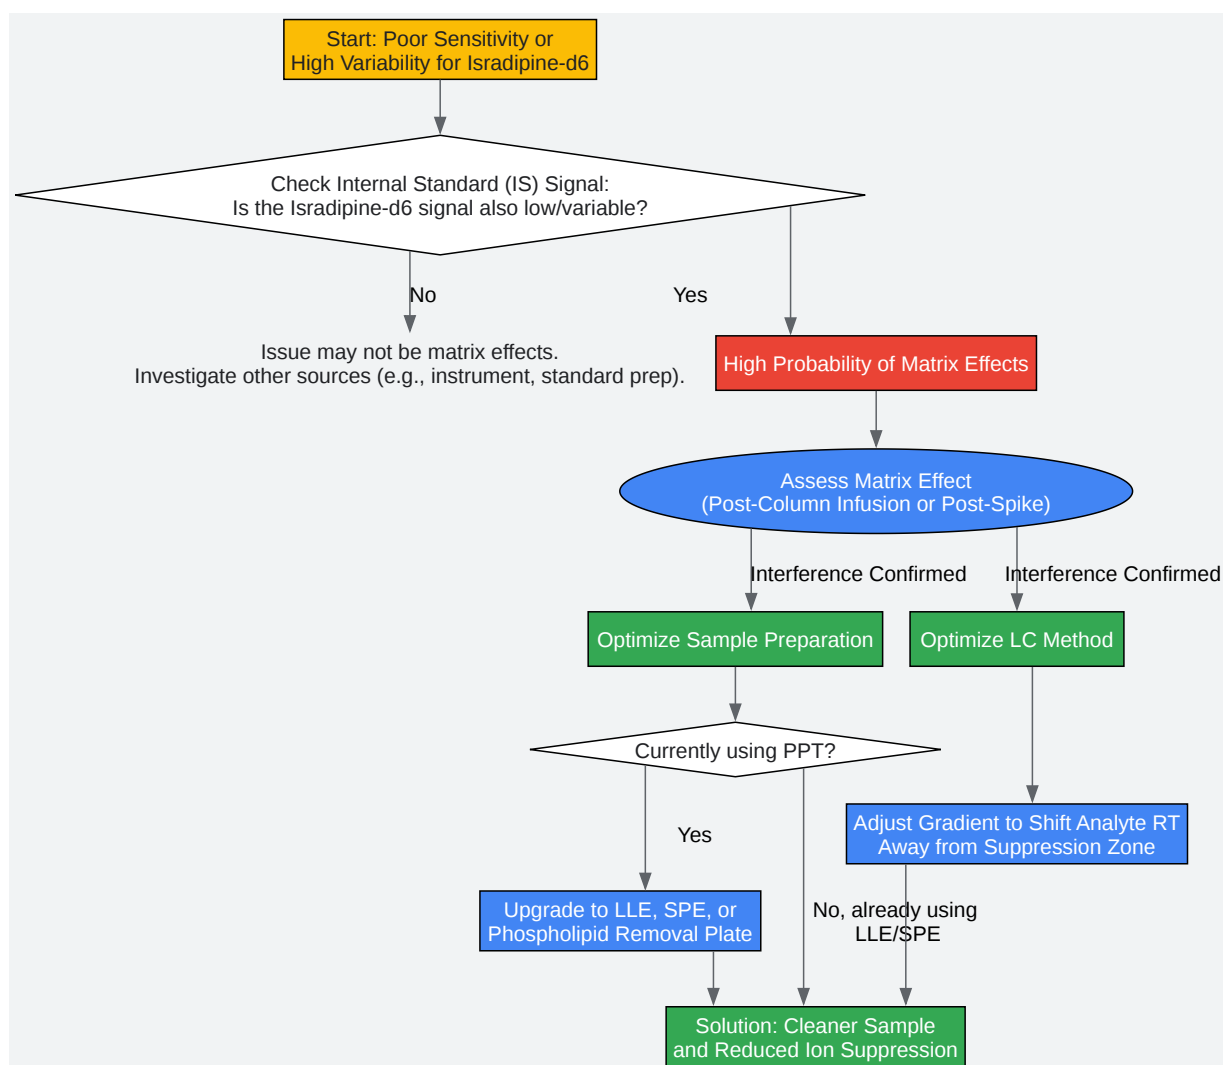 Start: Poor Sensitivity or
High Variability for Isradipine-d6
Check Internal Standard (IS) Signal:
Is the Isradipine-d6 signal also low/variable?
No
Yes
Issue may not be matrix effects.
Investigate other sources (e.g., instrument, standard prep).
High Probability of Matrix Effects
Assess Matrix Effect
(Post-Column Infusion or Post-Spike)
Interference Confirmed
Interference Confirmed
Optimize Sample Preparation
Optimize LC Method
Currently using PPT?
Adjust Gradient to Shift Analyte RT
Away from Suppression Zone
Yes
Upgrade to LLE, SPE, or
Phospholipid Removal Plate
No, already using
LLE/SPE
Solution: Cleaner Sample
and Reduced Ion Suppression